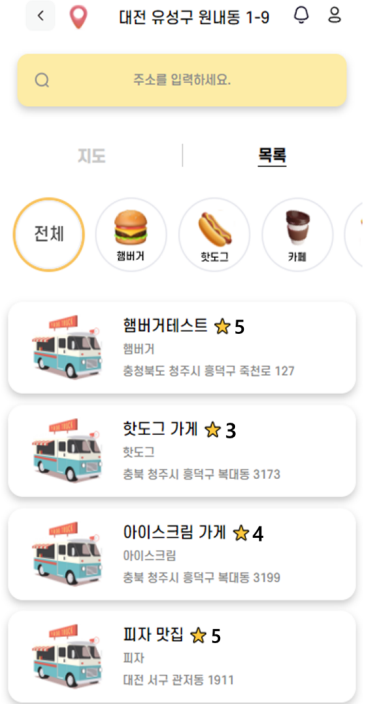 대전 유성구 원내동 1-9
주소를 입력하세요.
지도 목록
전체
햄버거 핫도그 카페
햄버거테스트 5
햄버거
충청북도 청주시 흥덕구 죽천로 127
핫도그 가게 3
핫도그
충북 청주시 흥덕구 복대동 3173
아이스크림 가게 4
아이스크림
충북 청주시 흥덕구 복대동 3199
피자 맛집 5
피자
대전 서구 관저동 1911